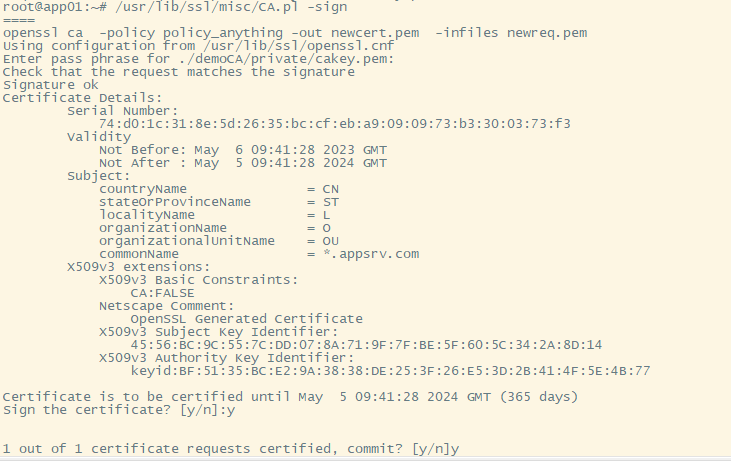 root@app01:~# /usr/lib/ssl/misc/CA.pl -sign
====
openssl ca  -policy policy_anything -out newcert.pem  -infiles newreq.pem
Using configuration from /usr/lib/ssl/openssl.cnf
Enter pass phrase for ./demoCA/private/cakey.pem:
Check that the request matches the signature
Signature ok
Certificate Details:
        Serial Number:
            74:d0:1c:31:8e:5d:26:35:bc:cf:eb:a9:09:09:73:b3:30:03:73:f3
        Validity
            Not Before: May  6 09:41:28 2023 GMT
            Not After : May  5 09:41:28 2024 GMT
        Subject:
            countryName               = CN
            stateOrProvinceName       = ST
            localityName              = L
            organizationName          = O
            organizationalUnitName    = OU
            commonName                = *.appsrv.com
        X509v3 extensions:
            X509v3 Basic Constraints:
                CA:FALSE
            Netscape Comment:
                OpenSSL Generated Certificate
            X509v3 Subject Key Identifier:
                45:56:BC:9C:55:7C:DD:07:8A:71:9F:7F:BE:5F:60:5C:34:2A:8D:14
            X509v3 Authority Key Identifier:
                keyid:BF:51:35:BC:E2:9A:38:38:DE:25:3F:26:E5:3D:2B:41:4F:5E:4B:77
Certificate is to be certified until May  5 09:41:28 2024 GMT (365 days)
Sign the certificate? [y/n]:y
1 out of 1 certificate requests certified, commit? [y/n]y